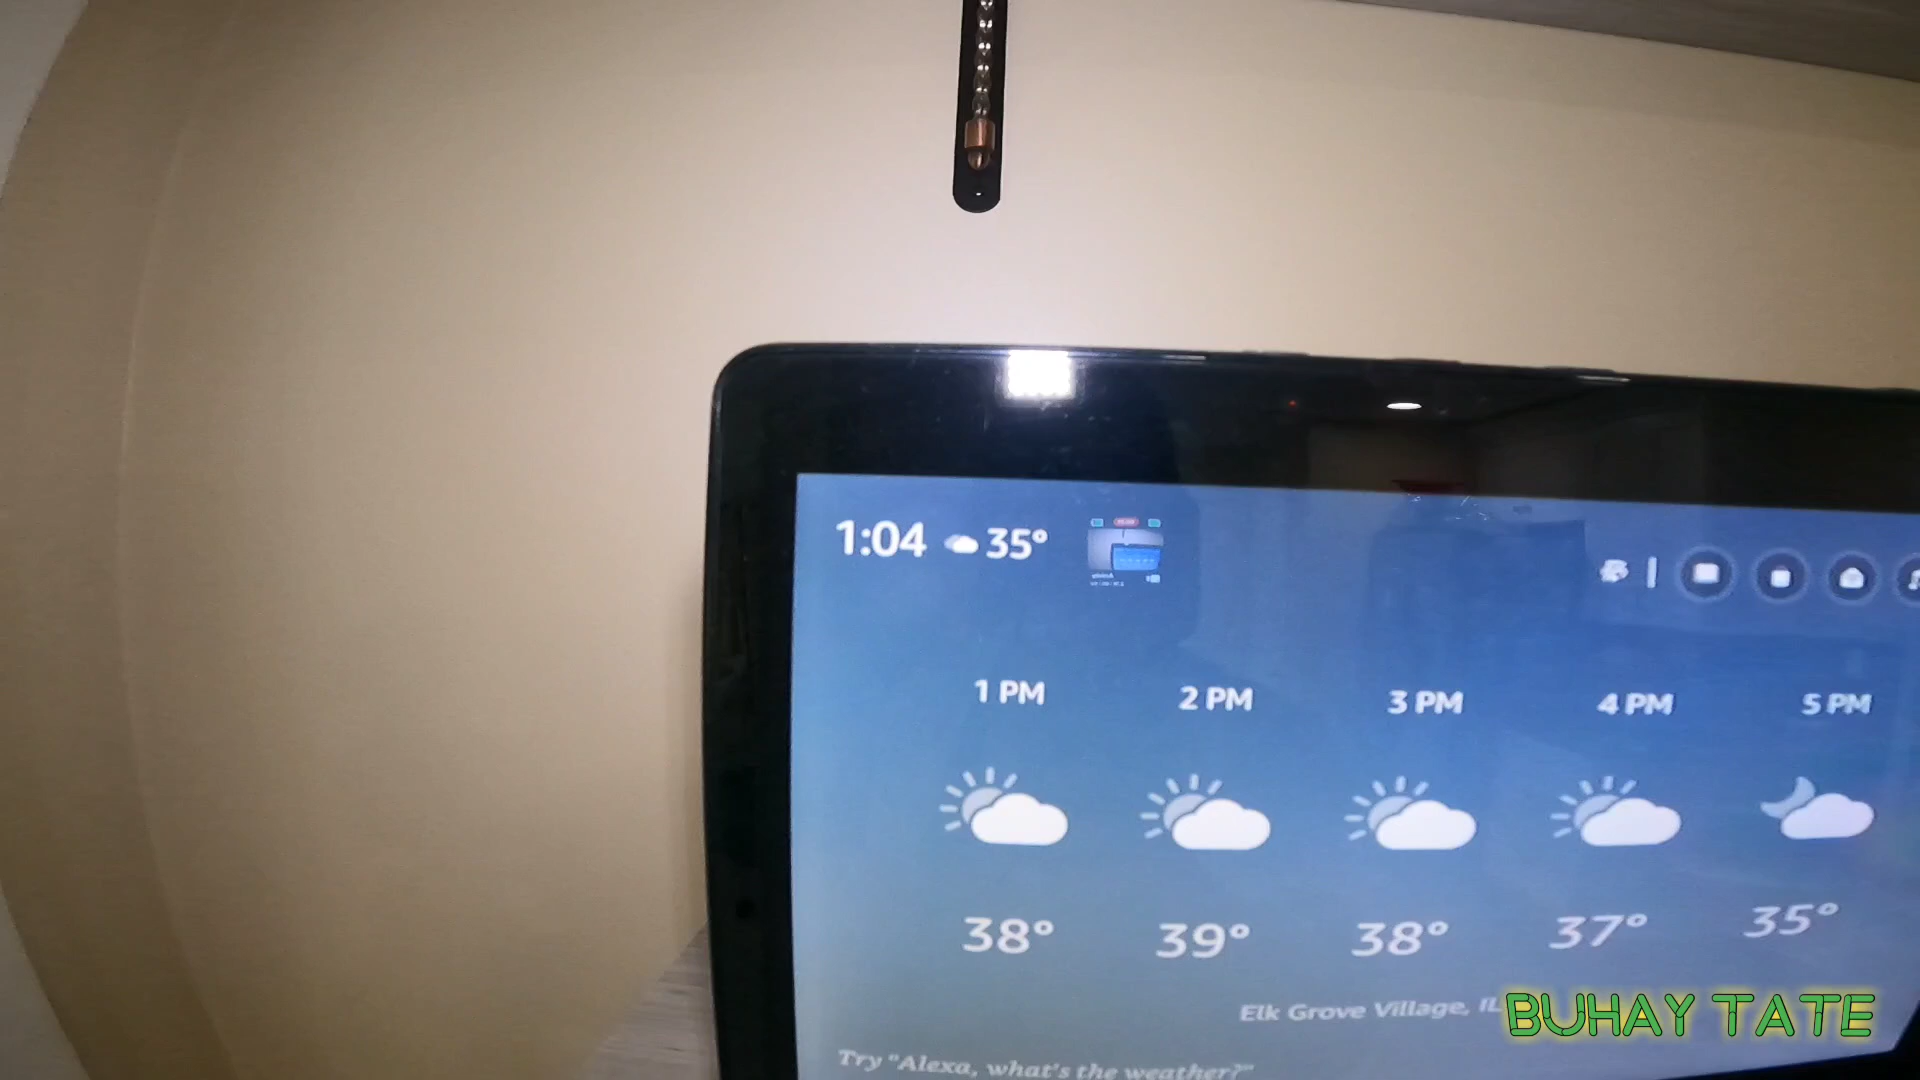 1:04 35°
1 PM 2 PM 3 PM 4 PM 5 PM
38° 39° 38° 37° 35°
Elk Grove Village, IL
BUHAY TATE
Try "Alexa, what's the weather?"